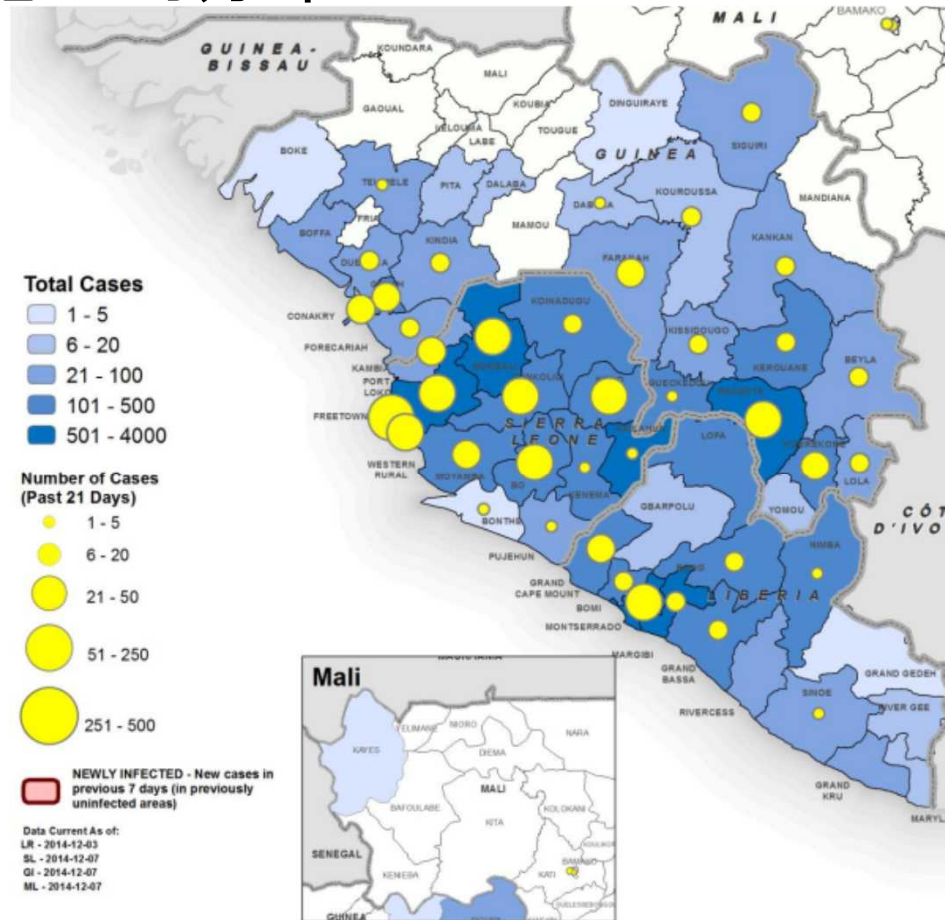 MALI
BAMAKO
GUINEA-
BISSAU
KOUNDARA
MALI
GAOUAL
KOUBIA
LABE
TOUGUE
DINGUIRAYE
SIGUIRI
GUINEA
BOKE
PITA
DALABA
KOUROUSSA
MANDIANA
FRIA
MAMOU
BOFFA
KINDIA
KANKAN
FARANAH
CONAKRY
KOINADUGU
FORECARIAH
KISSIDOUGO
KAMBIA
KEROUANE
BEYLA
PORT
LOKO
FREETOWN
SIERRA
LEONE
LOFA
WESTERN
RURAL
MOYAMBA
BO
KENEMA
LOLA
GBARPOLU
YOMOU
BONTHE
CÔT
D'IVO
PUJEHUN
NIMBA
GRAND
CAPE MOUNT
BOMI
LIBERIA
MONTSERRADO
MARGIBI
GRAND
BASSA
GRAND GEDEH
RIVERCESS
SINOE
RIVER GEE
GRAND
KRU
MARYL
Total Cases
1 - 5
6 - 20
21 - 100
101 - 500
501 - 4000
Number of Cases
(Past 21 Days)
1 - 5
6 - 20
21 - 50
51 - 250
251 - 500
NEWLY INFECTED - New cases in
previous 7 days (in previously
uninfected areas)
Data Current As of:
LR - 2014-12-03
SL - 2014-12-07
GI - 2014-12-07
ML - 2014-12-07
Mali
KAYES
NIORO
NARA
DIEMA
MALI
BAFOULABE
KITA
KOLOKANI
SENEGAL
KENIEBA
KATI
BAMAKO
GUINEA